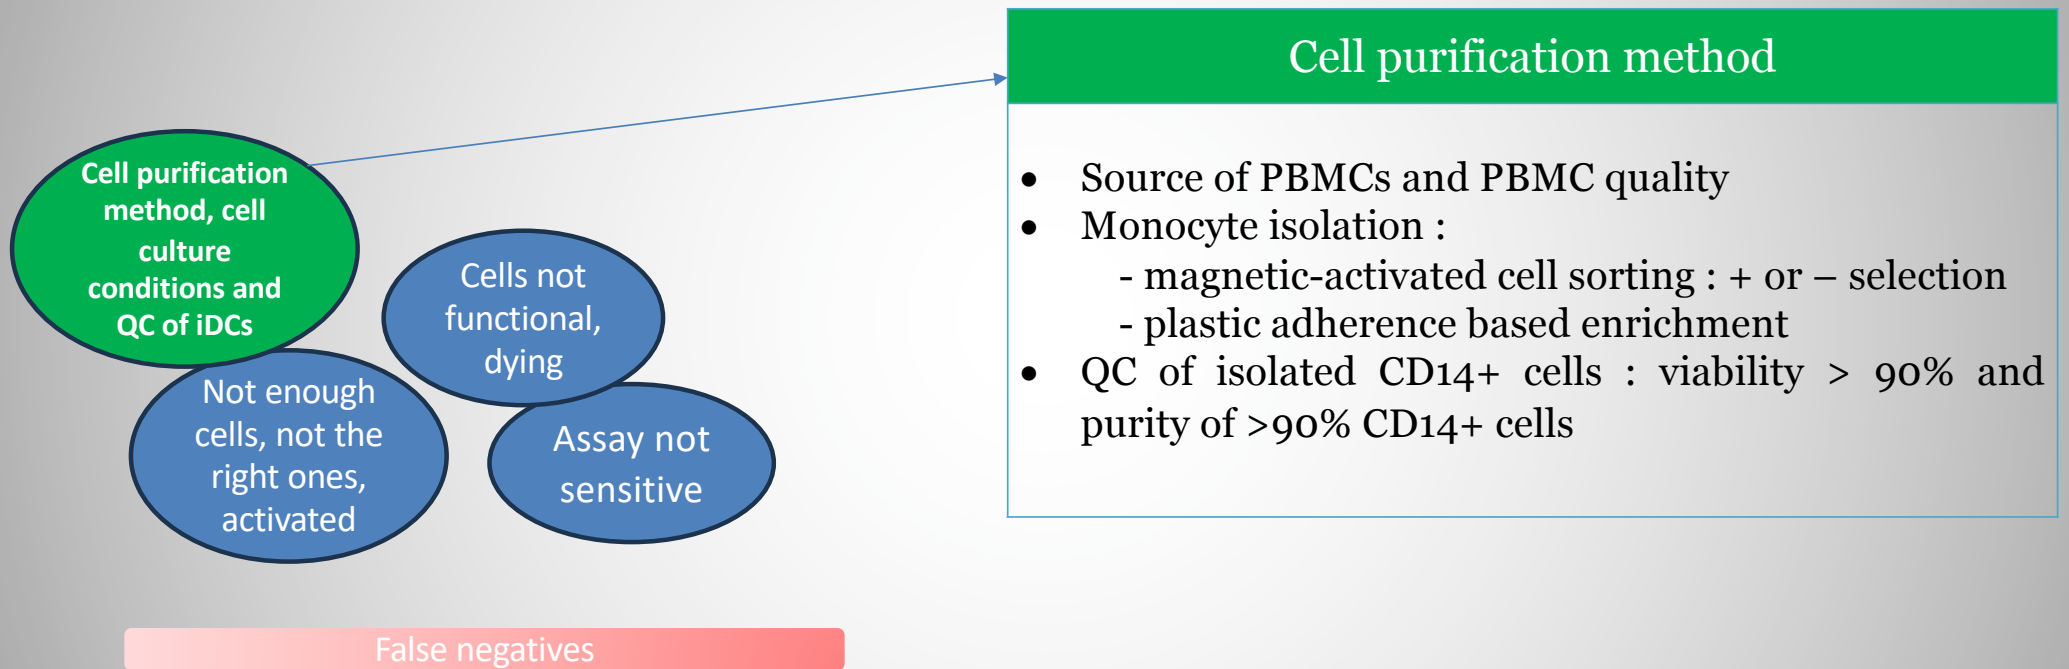 Cell purification
method, cell
culture
conditions and
QC of iDCs
Cells not
functional,
dying
Not enough
cells, not the
right ones,
activated
Assay not
sensitive
False negatives
Cell purification method
• Source of PBMCs and PBMC quality
• Monocyte isolation :
- magnetic-activated cell sorting : + or – selection
- plastic adherence based enrichment
• QC of isolated CD14+ cells : viability > 90% and
purity of >90% CD14+ cells